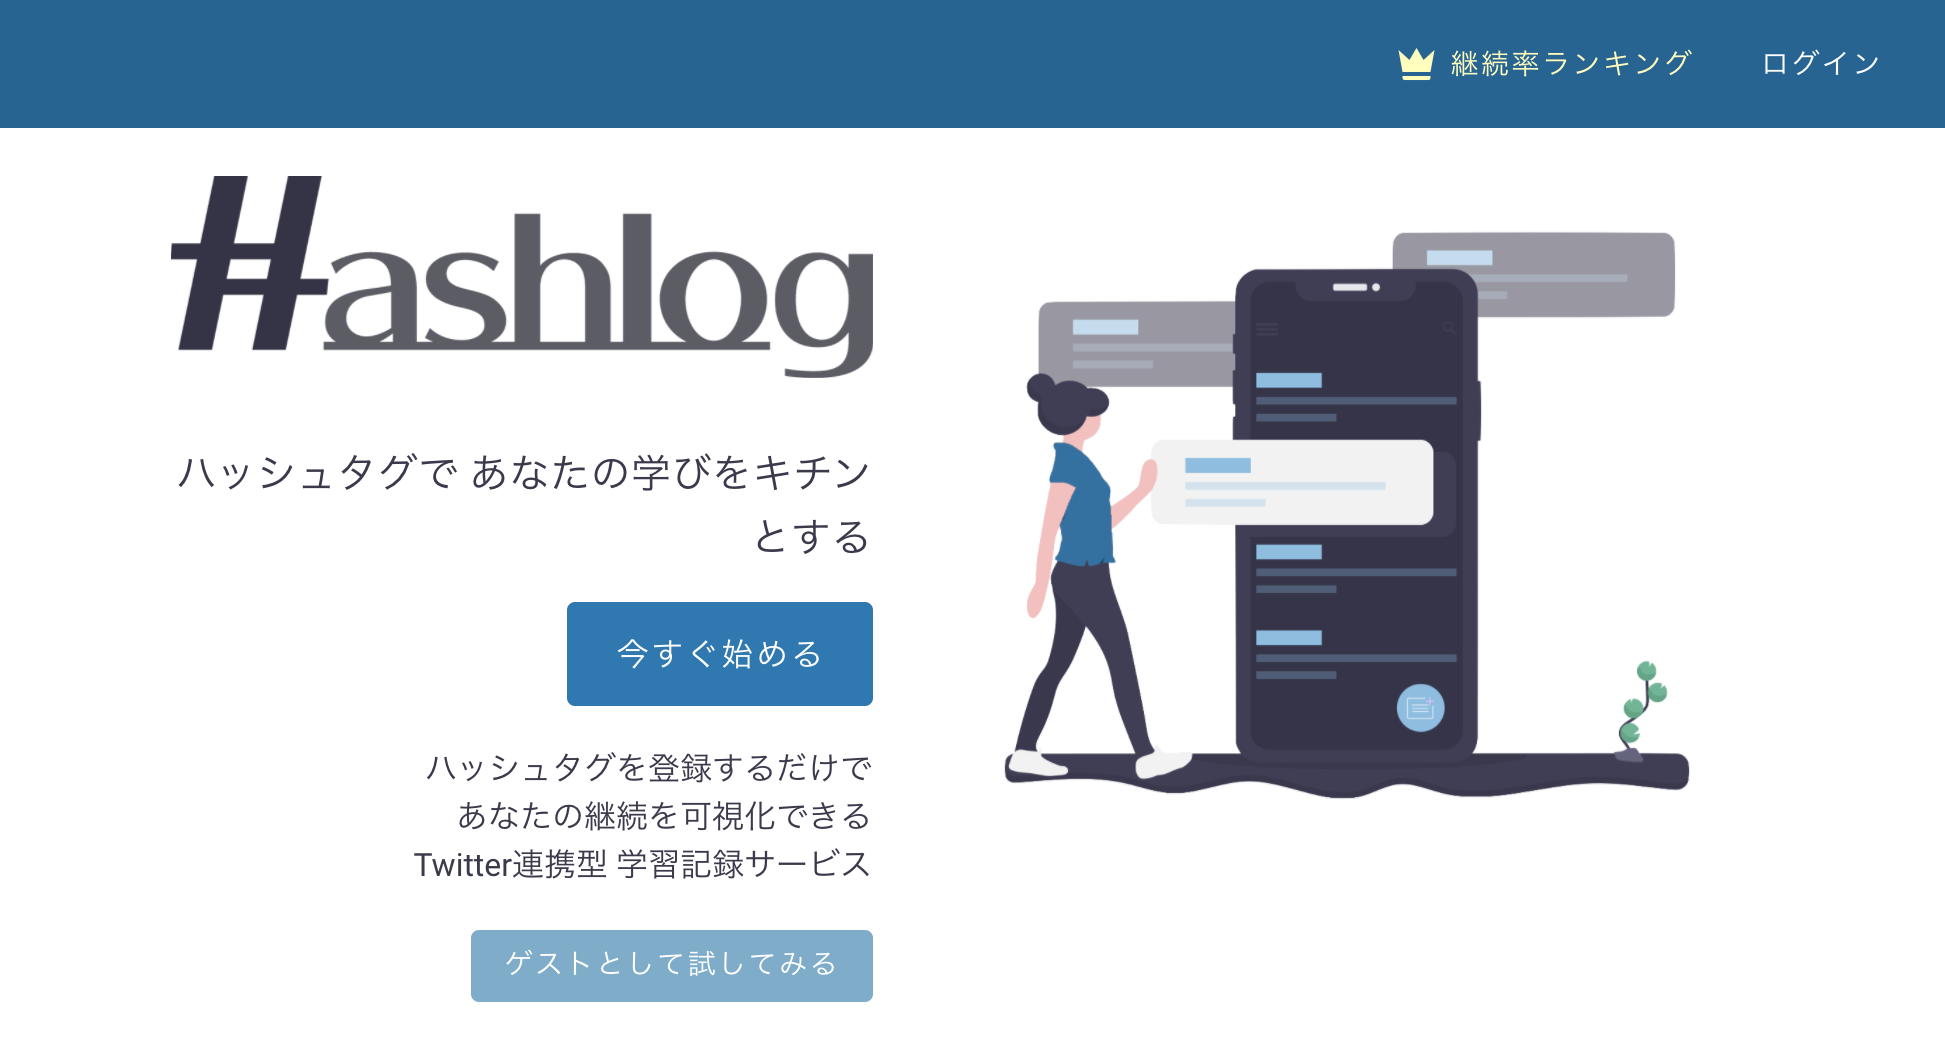 継続率ランキング
ログイン
#ashlog
ハッシュタグで あなたの学びをキチン
とする
今すぐ始める
ハッシュタグを登録するだけで
あなたの継続を可視化できる
Twitter連携型 学習記録サービス
ゲストとして試してみる